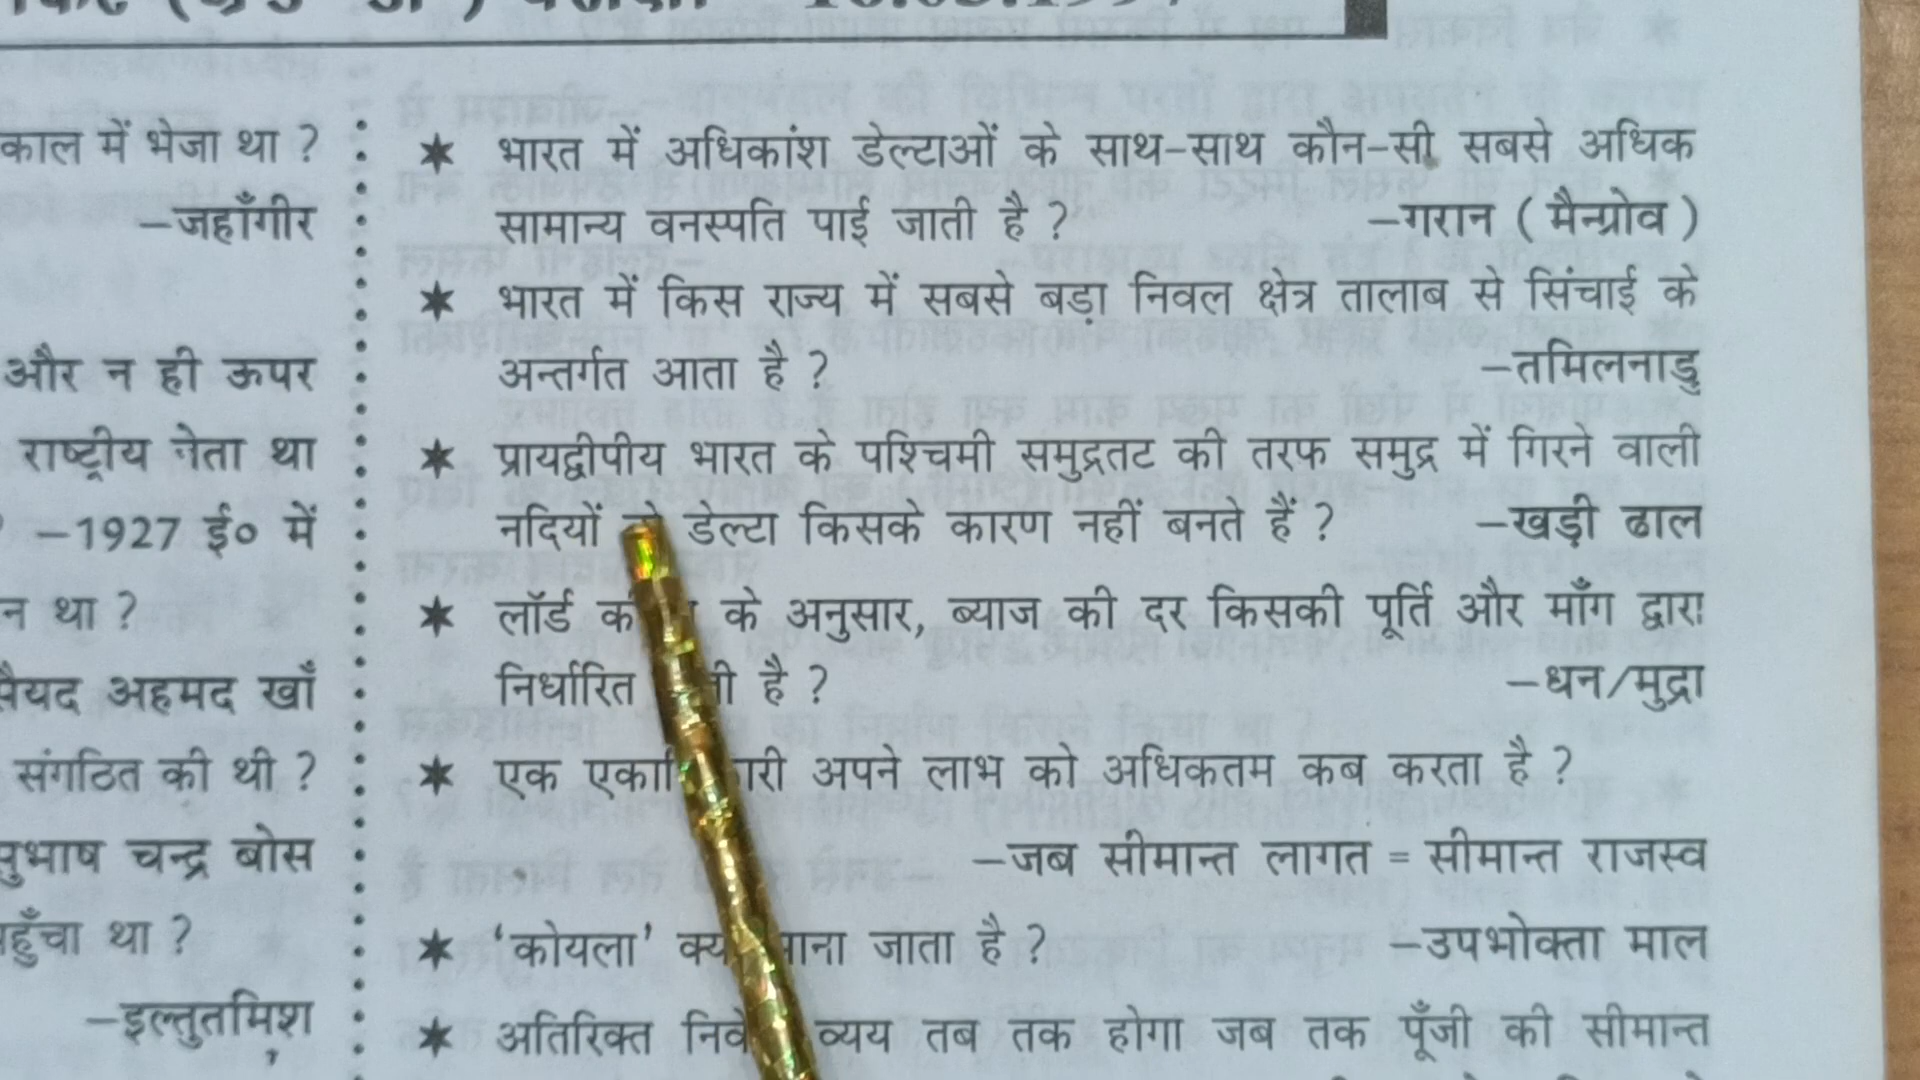 काल में भेजा था ?
–जहाँगीर
और न ही ऊपर
राष्ट्रीय नेता था
–1927 ई० में
न था ?
सैयद अहमद खाँ
संगठित की थी ?
सुभाष चन्द्र बोस
पहुँचा था ?
–इल्तुतमिश
★ भारत में अधिकांश डेल्टाओं के साथ-साथ कौन-सी सबसे अधिक
सामान्य वनस्पति पाई जाती है ? –गरान ( मैन्ग्रोव )
★ भारत में किस राज्य में सबसे बड़ा निवल क्षेत्र तालाब से सिंचाई के
अन्तर्गत आता है ? –तमिलनाडु
★ प्रायद्वीपीय भारत के पश्चिमी समुद्रतट की तरफ समुद्र में गिरने वाली
नदियों डेल्टा किसके कारण नहीं बनते हैं ? –खड़ी ढाल
★ लॉर्ड के अनुसार, ब्याज की दर किसकी पूर्ति और माँग द्वारा
निर्धारित है ? –धन/मुद्रा
★ एक अपने लाभ को अधिकतम कब करता है ?
–जब सीमान्त लागत = सीमान्त राजस्व
★ 'कोयला' जाता है ? –उपभोक्ता माल
★ अतिरिक्त व्यय तब तक होगा जब तक पूँजी की सीमान्त